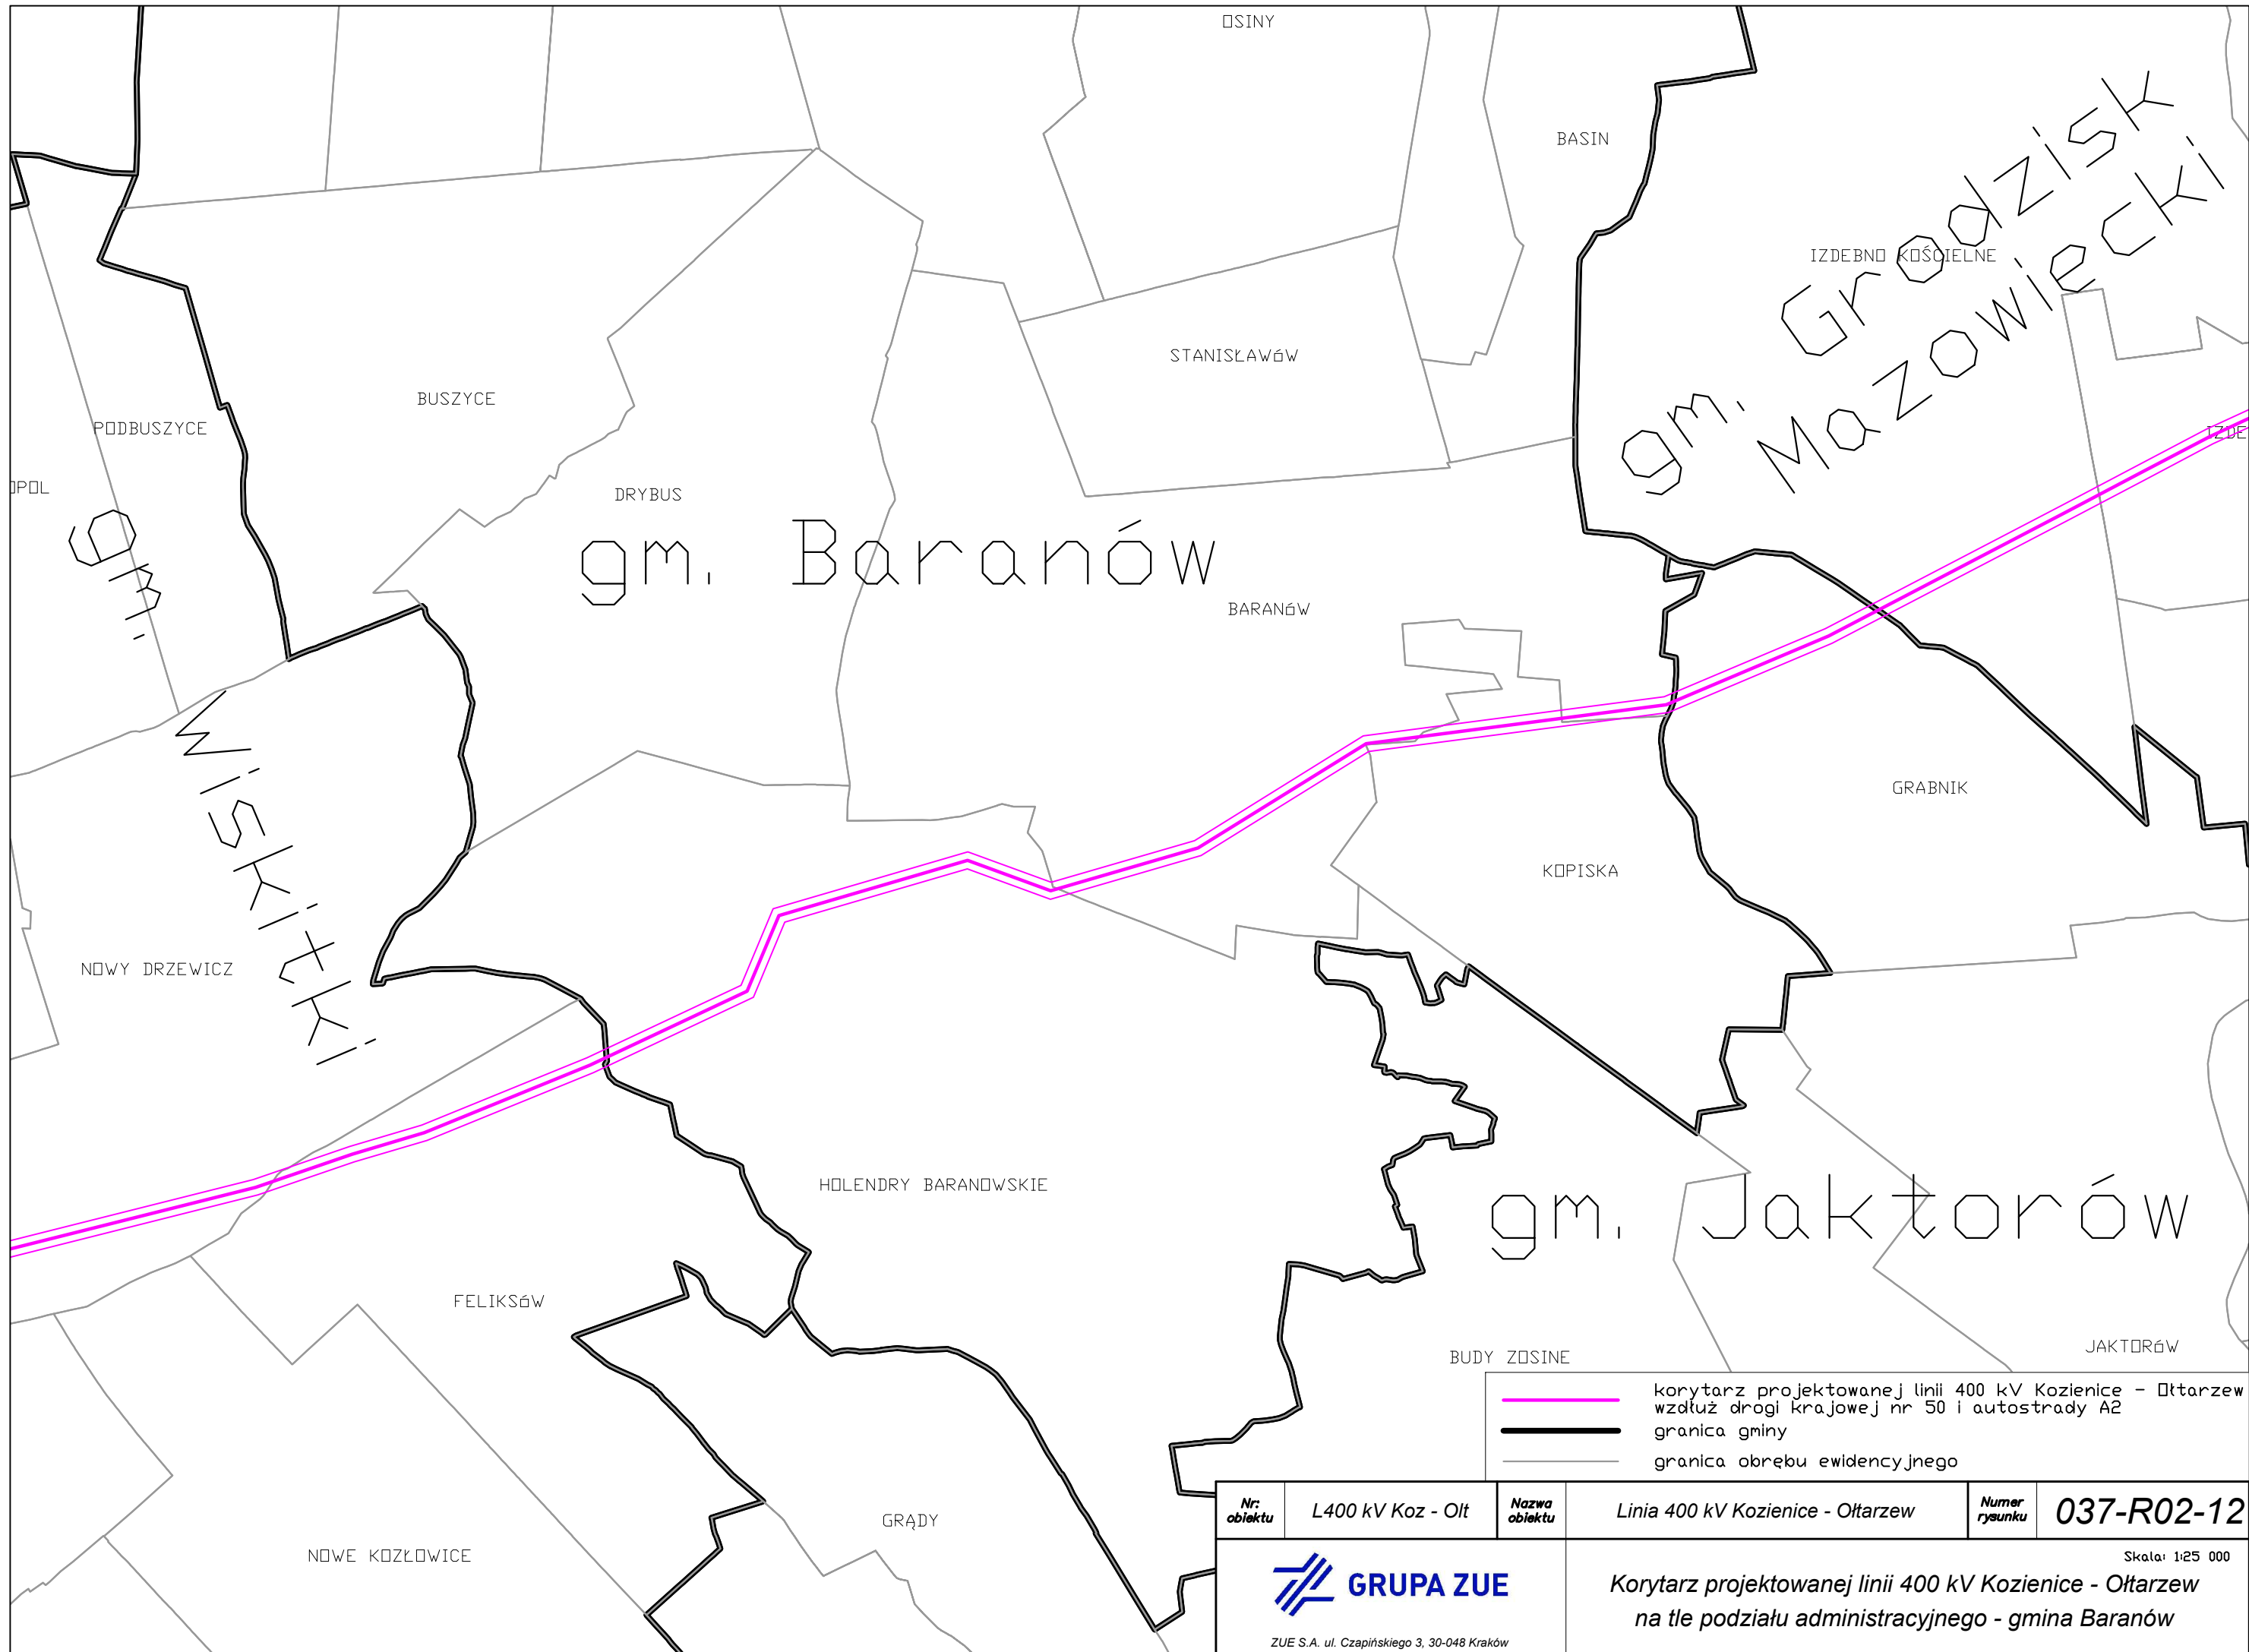 OSINY
BASIN
gm. Grodzisk
Mazowiecki
IZDEBNO KOŚCIELNE
STANISŁAWóW
BUSZYCE
PODBUSZYCE
OPOL
IZDE
DRYBUS
gm. Baranów
gm. Wiskitki
BARANóW
GRABNIK
KOPISKA
NOWY DRZEWICZ
HOLENDRY BARANOWSKIE
gm. Jaktorów
FELIKSóW
BUDY ZOSINE
JAKTORóW
GRĄDY
NOWE KOZŁOWICE
korytarz projektowanej linii 400 kV Kozienice - Ołtarzew
wzdłuż drogi krajowej nr 50 i autostrady A2
granica gminy
granica obrębu ewidencyjnego
Nr:
obiektu
L400 kV Koz - Olt
Nazwa
obiektu
Linia 400 kV Kozienice - Ołtarzew
Numer
rysunku
037-R02-12
Skala: 1:25 000
GRUPA ZUE
Korytarz projektowanej linii 400 kV Kozienice - Ołtarzew
na tle podziału administracyjnego - gmina Baranów
ZUE S.A. ul. Czapińskiego 3, 30-048 Kraków